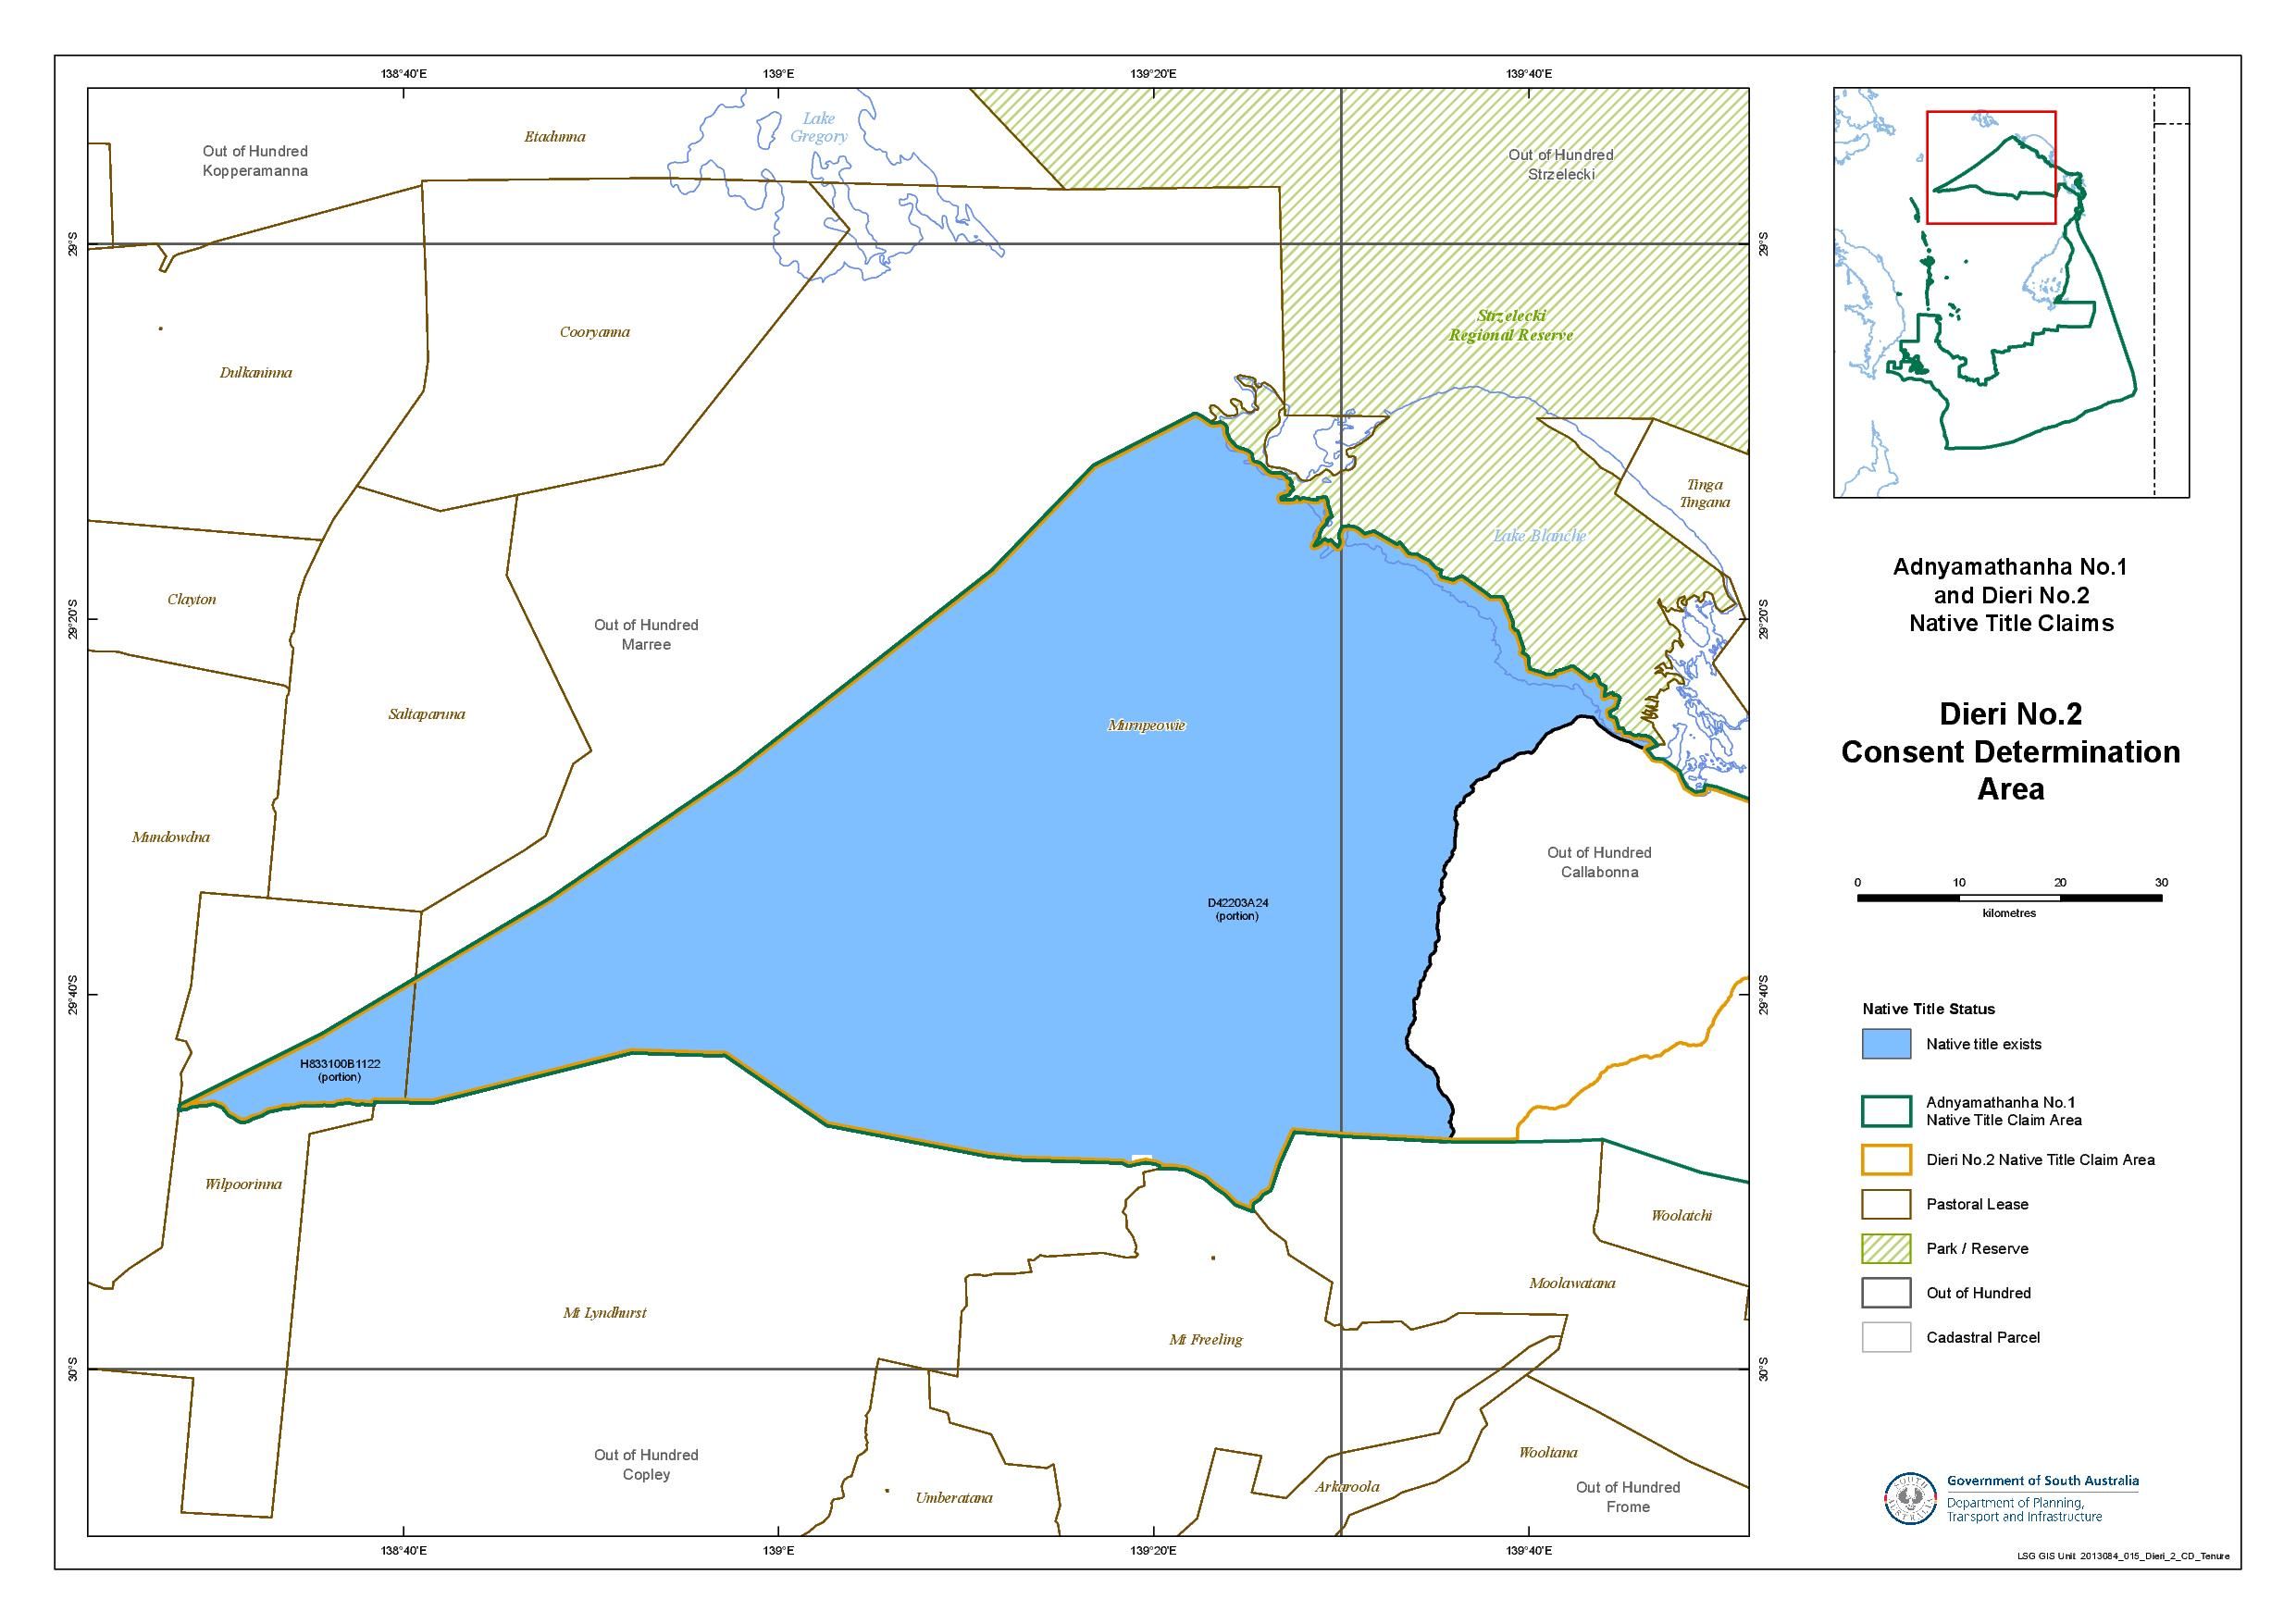 138°40'E
139°E
139°20'E
139°40'E
Out of Hundred
Kopperamanna
Etadunna
Lake
Gregory
Out of Hundred
Strzelecki
29°S
29°S
Strzelecki
Regional Reserve
Cooryanna
Dulkaninna
Tinga
Tingana
Lake Blanche
Clayton
Out of Hundred
Marree
29°20'S
29°20'S
Saltaparuna
Murnpeowie
Mundowdna
Out of Hundred
Callabonna
D42203A24
(portion)
29°40'S
29°40'S
H833100B1122
(portion)
Wilpoorinna
Woolatchi
Moolawatana
Mt Lyndhurst
Mt Freeling
30°S
30°S
Out of Hundred
Copley
Umberatana
Arkaroola
Wooltana
Out of Hundred
Frome
138°40'E
139°E
139°20'E
139°40'E
Adnyamathanha No.1
and Dieri No.2
Native Title Claims
Dieri No.2
Consent Determination
Area
0 10 20 30
kilometres
Native Title Status
Native title exists
Adnyamathanha No.1
Native Title Claim Area
Dieri No.2 Native Title Claim Area
Pastoral Lease
Park / Reserve
Out of Hundred
Cadastral Parcel
SOUTH
AUSTRALIA
Government of South Australia
Department of Planning,
Transport and Infrastructure
LSG GIS Unit 2013084_015_Dieri_2_CD_Tenure